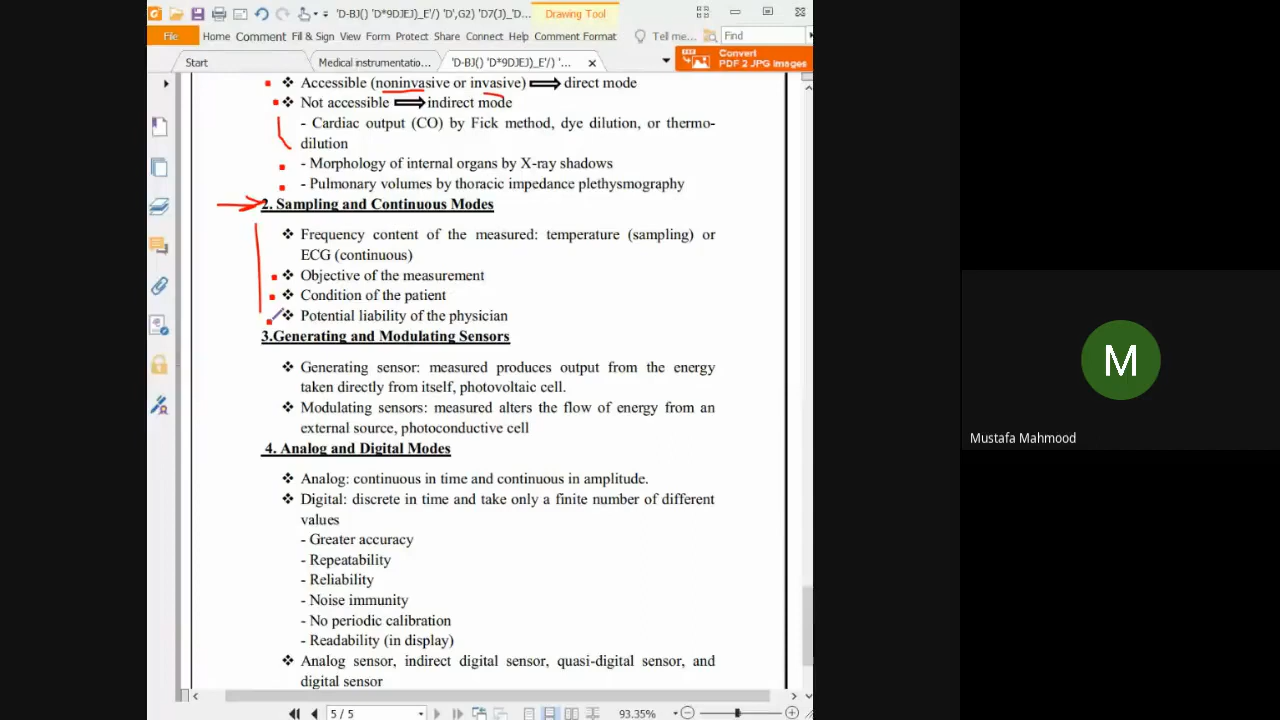 'D-BJ() 'D*9DJEJ)_E'/) 'D',G2) 'D7(J)_'D...
Drawing Tool
File Home Comment Fill & Sign View Form Protect Share Connect Help Comment Format Tell me... Find
Convert
PDF 2 JPG Images
Start Medical instrumentatio... 'D-BJ() 'D*9DJEJ)_E'/) '...
❖ Accessible (noninvasive or invasive) ⟹ direct mode
❖ Not accessible ⟹ indirect mode
- Cardiac output (CO) by Fick method, dye dilution, or thermo-
dilution
- Morphology of internal organs by X-ray shadows
- Pulmonary volumes by thoracic impedance plethysmography
2. Sampling and Continuous Modes
❖ Frequency content of the measured: temperature (sampling) or
ECG (continuous)
❖ Objective of the measurement
❖ Condition of the patient
❖ Potential liability of the physician
3.Generating and Modulating Sensors
❖ Generating sensor: measured produces output from the energy
taken directly from itself, photovoltaic cell.
❖ Modulating sensors: measured alters the flow of energy from an
external source, photoconductive cell
4. Analog and Digital Modes
❖ Analog: continuous in time and continuous in amplitude.
❖ Digital: discrete in time and take only a finite number of different
values
- Greater accuracy
- Repeatability
- Reliability
- Noise immunity
- No periodic calibration
- Readability (in display)
❖ Analog sensor, indirect digital sensor, quasi-digital sensor, and
digital sensor
5 / 5 93.35%
M
Mustafa Mahmood